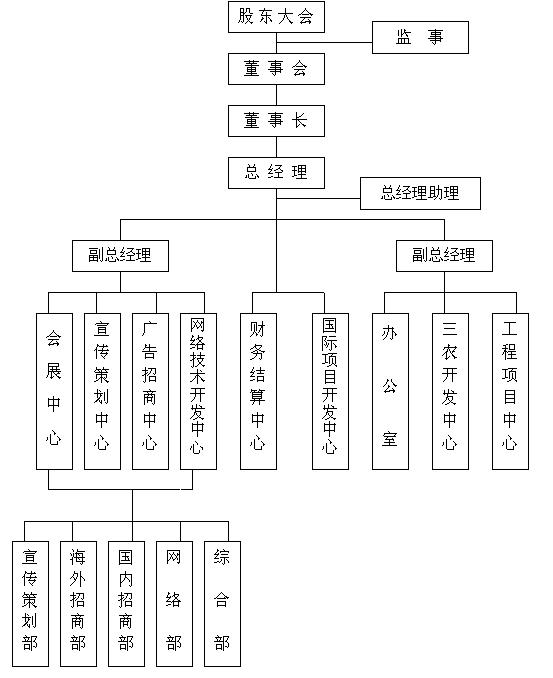 股东大会
监 事
董 事 会
董 事 长
总 经 理
总经理助理
副总经理
副总经理
会展中心
宣传策划中心
广告招商中心
网络技术开发中心
财务结算中心
国际项目开发中心
办公室
三农开发中心
工程项目中心
宣传策划部
海外招商部
国内招商部
网络部
综合部